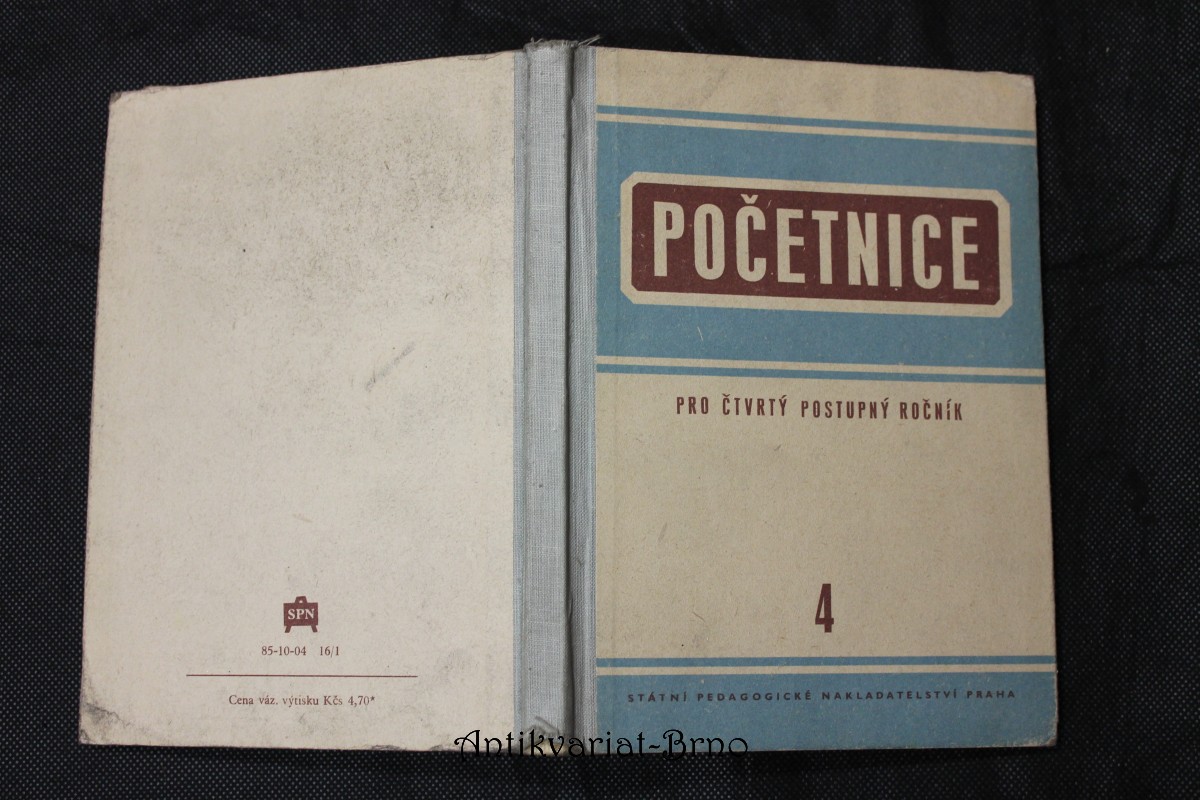 POČETNICE
PRO ČTVRTÝ POSTUPNÝ ROČNÍK
4
STÁTNÍ PEDAGOGICKÉ NAKLADATELSTVÍ PRAHA
SPN
85-10-04 16/1
Cena váz. výtisku Kčs 4,70*
Antikvariat-Brno